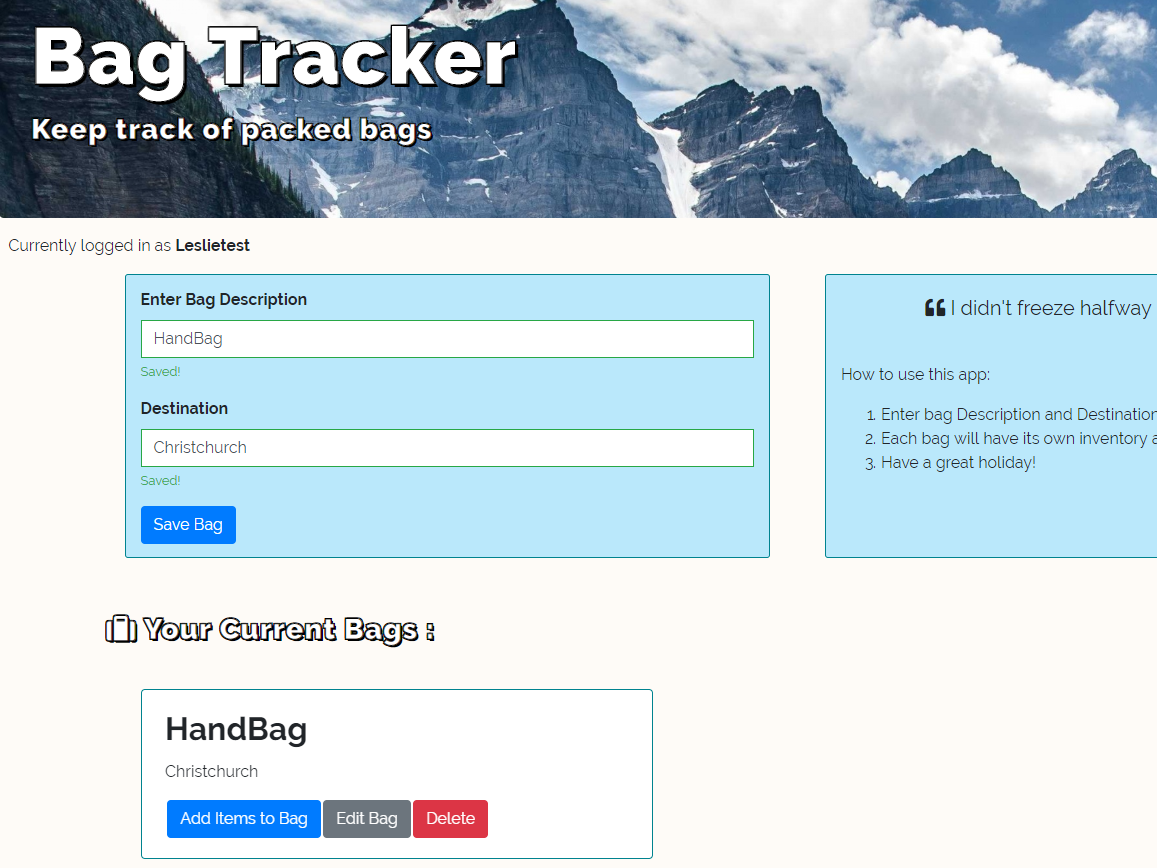 Bag Tracker
Keep track of packed bags
Currently logged in as Leslietest
Enter Bag Description
HandBag
Saved!
Destination
Christchurch
Saved!
Save Bag
I didn't freeze halfway
How to use this app:
1. Enter bag Description and Destination
2. Each bag will have its own inventory a
3. Have a great holiday!
Your Current Bags :
HandBag
Christchurch
Add Items to Bag
Edit Bag
Delete